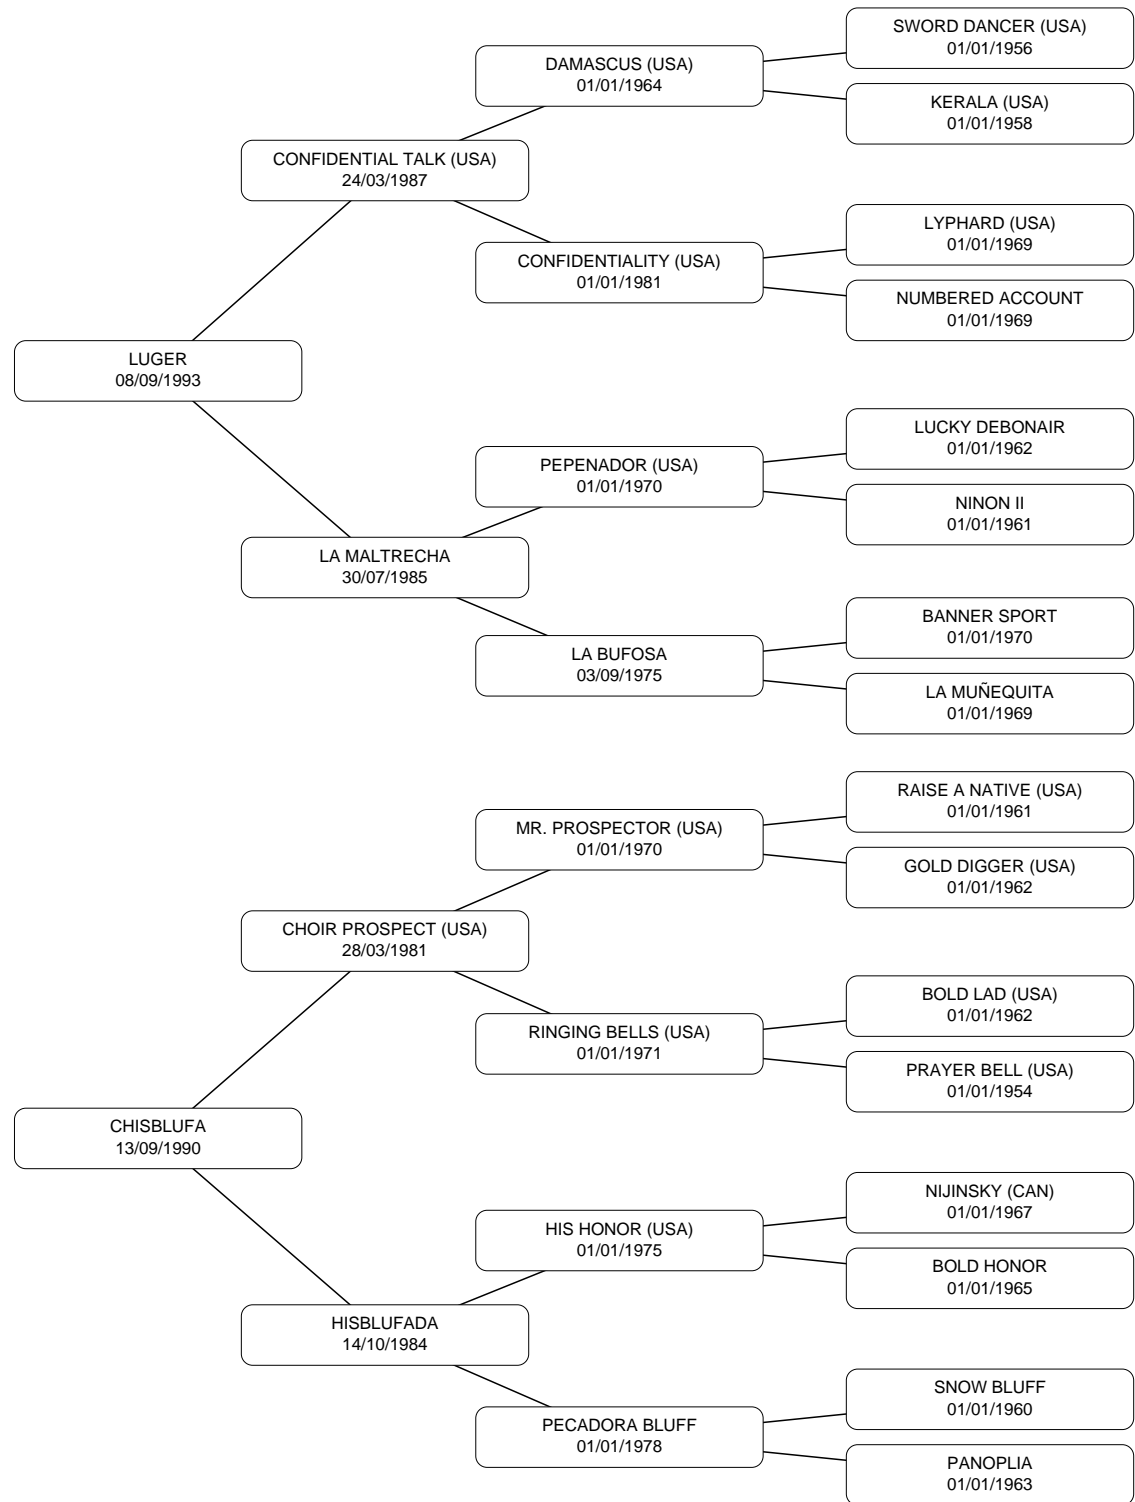 SWORD DANCER (USA)
01/01/1956
DAMASCUS (USA)
01/01/1964
KERALA (USA)
01/01/1958
CONFIDENTIAL TALK (USA)
24/03/1987
LYPHARD (USA)
01/01/1969
CONFIDENTIALITY (USA)
01/01/1981
NUMBERED ACCOUNT
01/01/1969
LUGER
08/09/1993
LUCKY DEBONAIR
01/01/1962
PEPENADOR (USA)
01/01/1970
NINON II
01/01/1961
LA MALTRECHA
30/07/1985
BANNER SPORT
01/01/1970
LA BUFOSA
03/09/1975
LA MUÑEQUITA
01/01/1969
RAISE A NATIVE (USA)
01/01/1961
MR. PROSPECTOR (USA)
01/01/1970
GOLD DIGGER (USA)
01/01/1962
CHOIR PROSPECT (USA)
28/03/1981
BOLD LAD (USA)
01/01/1962
RINGING BELLS (USA)
01/01/1971
PRAYER BELL (USA)
01/01/1954
CHISBLUFA
13/09/1990
NIJINSKY (CAN)
01/01/1967
HIS HONOR (USA)
01/01/1975
BOLD HONOR
01/01/1965
HISBLUFADA
14/10/1984
SNOW BLUFF
01/01/1960
PECADORA BLUFF
01/01/1978
PANOPLIA
01/01/1963